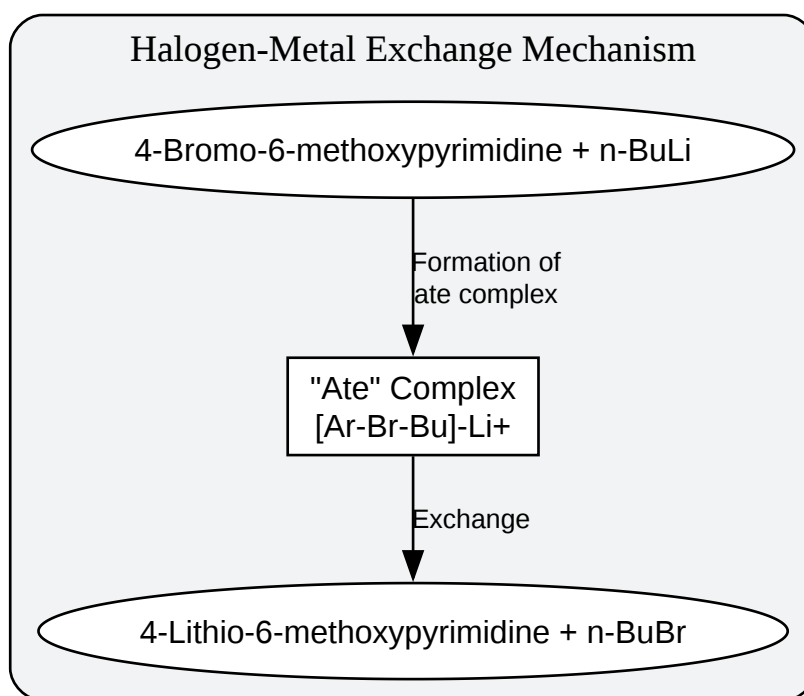 Halogen-Metal Exchange Mechanism
4-Bromo-6-methoxypyrimidine + n-BuLi
Formation of
ate complex
"Ate" Complex
[Ar-Br-Bu]-Li+
Exchange
4-Lithio-6-methoxypyrimidine + n-BuBr